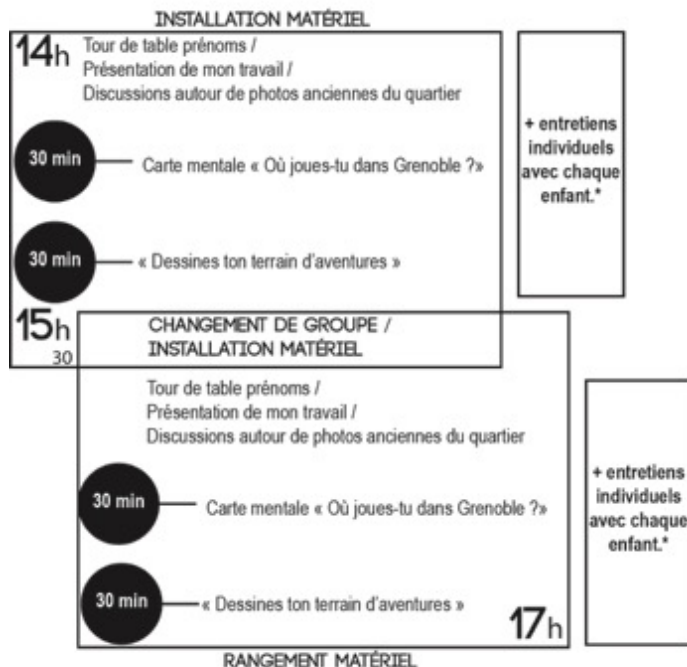 INSTALLATION MATÉRIEL
14h
Tour de table prénoms /
Présentation de mon travail /
Discussions autour de photos anciennes du quartier
30 min
Carte mentale « Où joues-tu dans Grenoble ?»
30 min
« Dessines ton terrain d'aventures »
+ entretiens
individuels
avec chaque
enfant.*
15h
30
CHANGEMENT DE GROUPE /
INSTALLATION MATÉRIEL
Tour de table prénoms /
Présentation de mon travail /
Discussions autour de photos anciennes du quartier
30 min
Carte mentale « Où joues-tu dans Grenoble ?»
30 min
« Dessines ton terrain d'aventures »
17h
+ entretiens
individuels
avec chaque
enfant.*
RANGEMENT MATÉRIEL